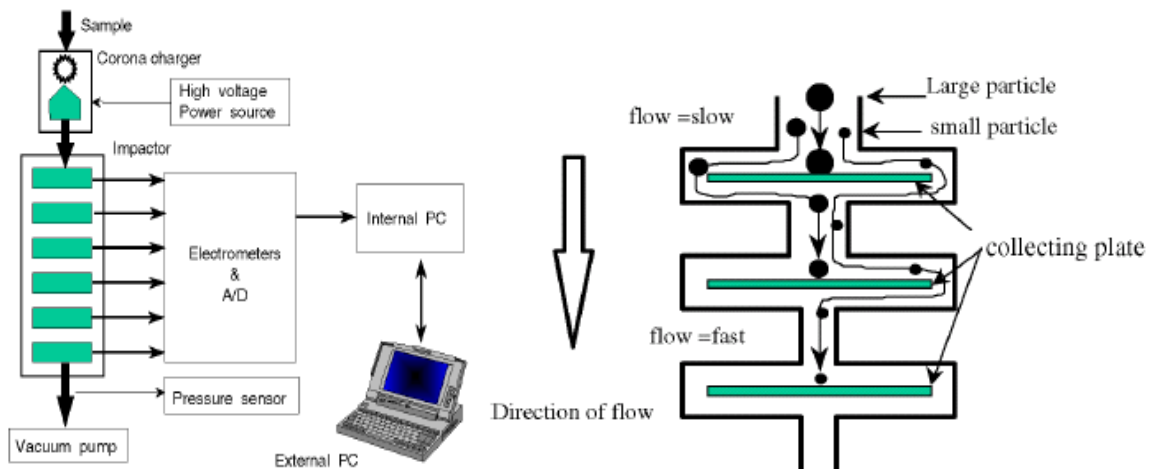 Sample
Corona charger
High voltage
Power source
Impactor
Electrometers
&
A/D
Internal PC
Pressure sensor
Vacuum pump
External PC
Large particle
flow =slow
small particle
collecting plate
flow =fast
Direction of flow